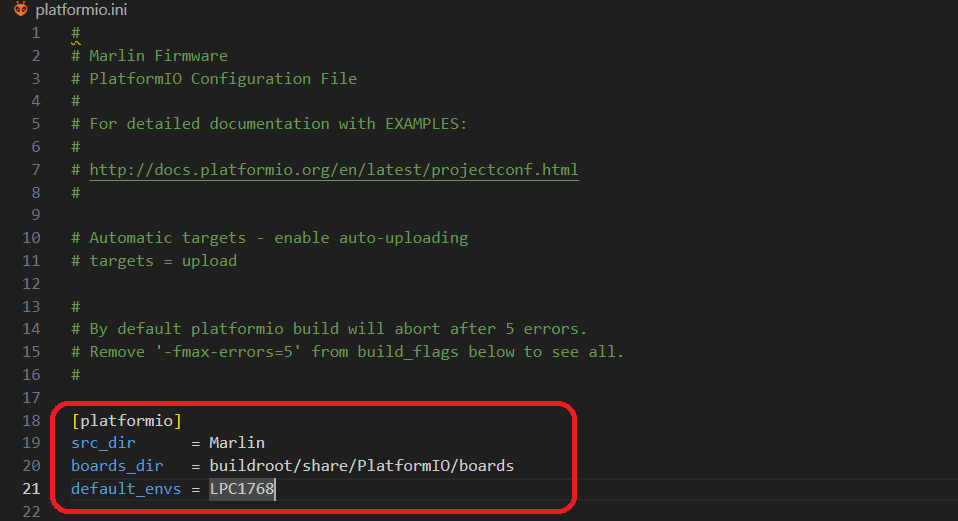 platformio.ini
1 #
2 # Marlin Firmware
3 # PlatformIO Configuration File
4 #
5 # For detailed documentation with EXAMPLES:
6 #
7 # http://docs.platformio.org/en/latest/projectconf.html
8 #
9
10 # Automatic targets - enable auto-uploading
11 # targets = upload
12
13 #
14 # By default platformio build will abort after 5 errors.
15 # Remove '-fmax-errors=5' from build_flags below to see all.
16 #
17
18 [platformio]
19 src_dir      = Marlin
20 boards_dir   = buildroot/share/PlatformIO/boards
21 default_envs = LPC1768
22